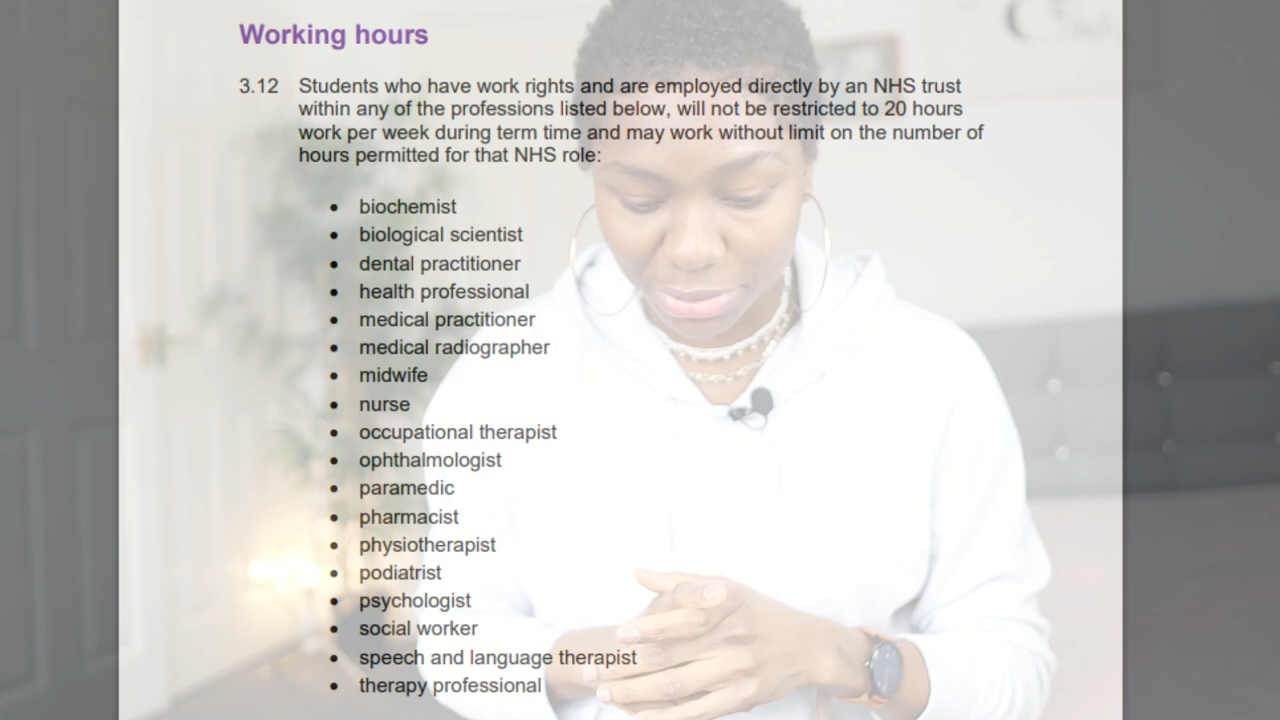 Working hours
3.12 Students who have work rights and are employed directly by an NHS trust
within any of the professions listed below, will not be restricted to 20 hours
work per week during term time and may work without limit on the number of
hours permitted for that NHS role:
• biochemist
• biological scientist
• dental practitioner
• health professional
• medical practitioner
• medical radiographer
• midwife
• nurse
• occupational therapist
• ophthalmologist
• paramedic
• pharmacist
• physiotherapist
• podiatrist
• psychologist
• social worker
• speech and language therapist
• therapy professional